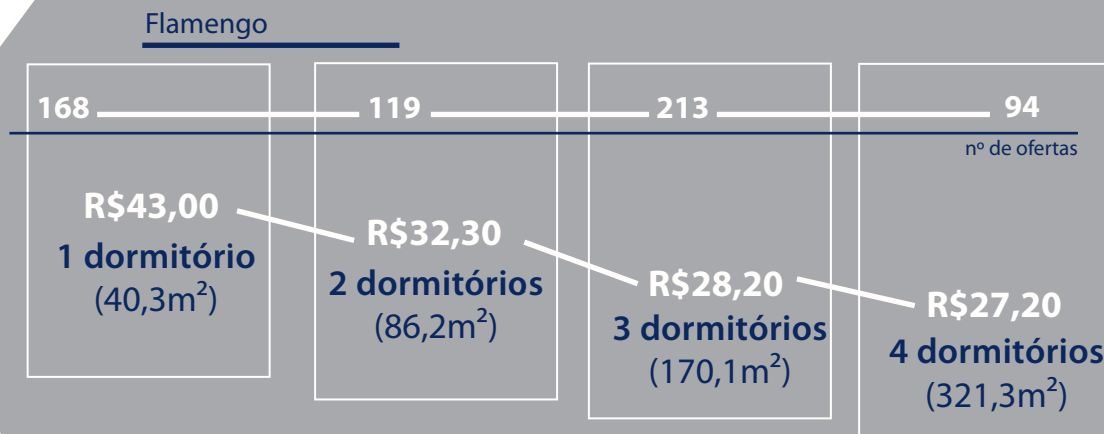 Flamengo
168 119 213 94
nº de ofertas
R$43,00
1 dormitório
(40,3m²)
R$32,30
2 dormitórios
(86,2m²)
R$28,20
3 dormitórios
(170,1m²)
R$27,20
4 dormitórios
(321,3m²)